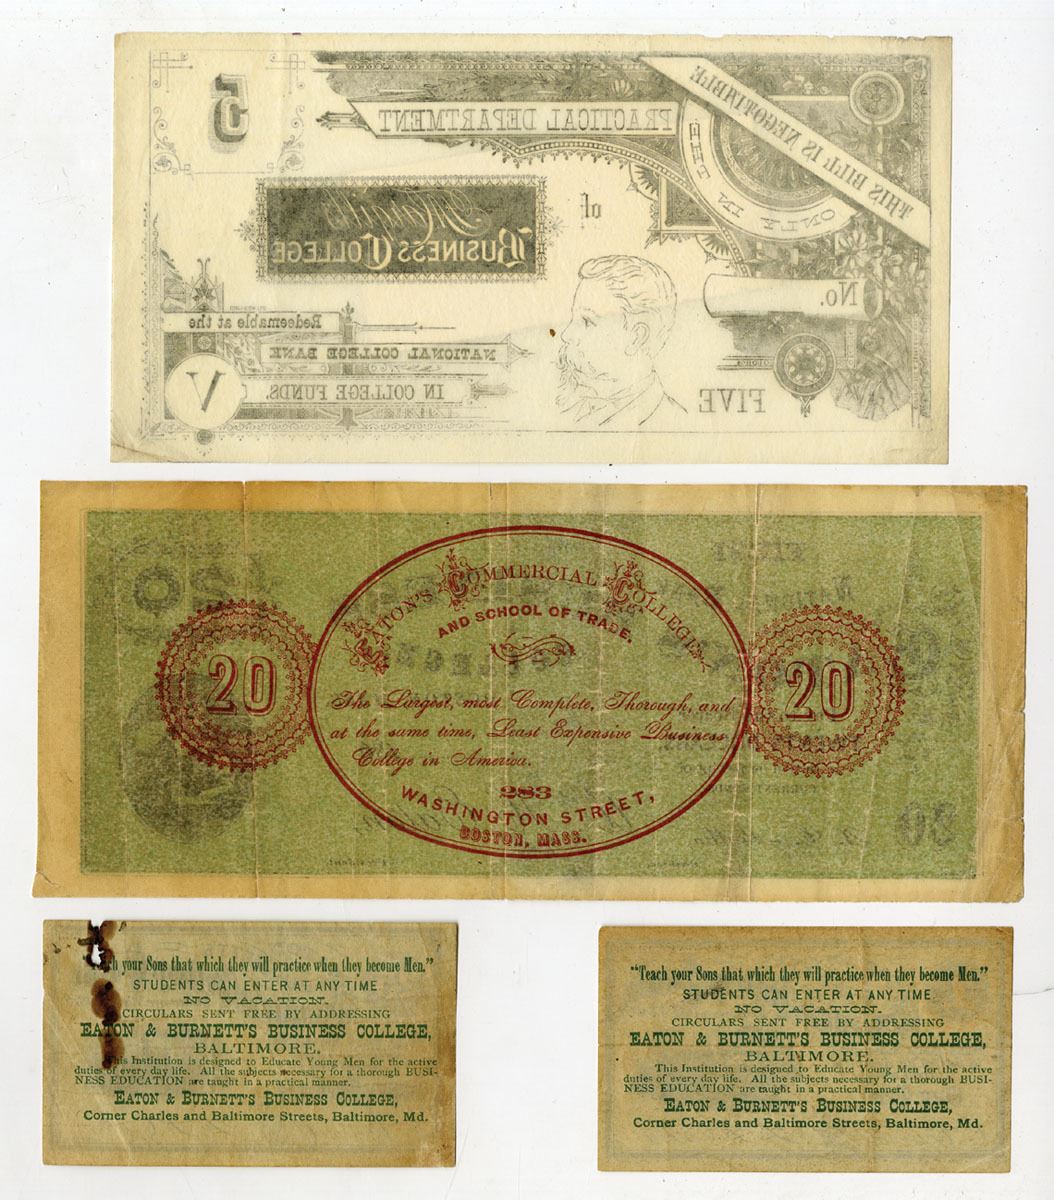 5
PRACTICAL DEPARTMENT
THIS BILL IS NEGOTIABLE
ONLY IN THE
of
BUSINESS COLLEGE
No.
Redeemable at the
NATIONAL COLLEGE BANK
IN COLLEGE FUNDS.
V
FIVE
EATON'S COMMERCIAL COLLEGE
AND SCHOOL OF TRADE,
20
20
The Largest, most Complete, Thorough, and
at the same time, Least Expensive Business
College in America.
283
WASHINGTON STREET,
BOSTON, MASS.
your Sons that which they will practice when they become Men."
STUDENTS CAN ENTER AT ANY TIME
NO VACATION.
CIRCULARS SENT FREE BY ADDRESSING
EATON & BURNETT'S BUSINESS COLLEGE,
BALTIMORE.
This Institution is designed to Educate Young Men for the active
duties of every day life. All the subjects necessary for a thorough BUSI-
NESS EDUCATION are taught in a practical manner.
EATON & BURNETT'S BUSINESS COLLEGE,
Corner Charles and Baltimore Streets, Baltimore, Md.
"Teach your Sons that which they will practice when they become Men."
STUDENTS CAN ENTER AT ANY TIME.
NO VACATION.
CIRCULARS SENT FREE BY ADDRESSING
EATON & BURNETT'S BUSINESS COLLEGE,
BALTIMORE.
This Institution is designed to Educate Young Men for the active
duties of every day life. All the subjects necessary for a thorough BUSI-
NESS EDUCATION are taught in a practical manner.
EATON & BURNETT'S BUSINESS COLLEGE,
Corner Charles and Baltimore Streets, Baltimore, Md.